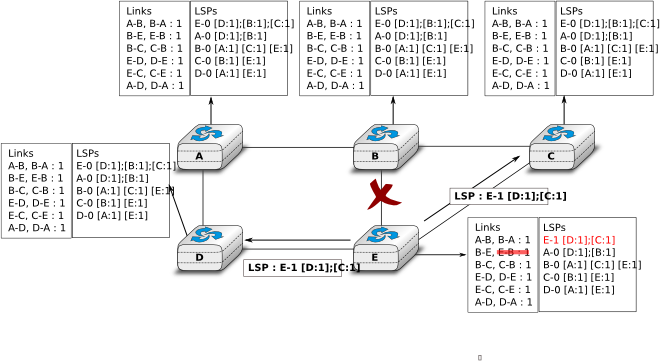 Links
A-B, B-A : 1
B-E, E-B : 1
B-C, C-B : 1
E-D, D-E : 1
E-C, C-E : 1
A-D, D-A : 1
LSPs
E-0 [D:1];[B:1];[C:1]
A-0 [D:1];[B:1]
B-0 [A:1] [C:1] [E:1]
C-0 [B:1] [E:1]
D-0 [A:1] [E:1]
Links
A-B, B-A : 1
B-E, E-B : 1
B-C, C-B : 1
E-D, D-E : 1
E-C, C-E : 1
A-D, D-A : 1
LSPs
E-0 [D:1];[B:1];[C:1]
A-0 [D:1];[B:1]
B-0 [A:1] [C:1] [E:1]
C-0 [B:1] [E:1]
D-0 [A:1] [E:1]
Links
A-B, B-A : 1
B-E, E-B : 1
B-C, C-B : 1
E-D, D-E : 1
E-C, C-E : 1
A-D, D-A : 1
LSPs
E-0 [D:1];[B:1];[C:1]
A-0 [D:1];[B:1]
B-0 [A:1] [C:1] [E:1]
C-0 [B:1] [E:1]
D-0 [A:1] [E:1]
A
B
C
Links
A-B, B-A : 1
B-E, E-B : 1
B-C, C-B : 1
E-D, D-E : 1
E-C, C-E : 1
A-D, D-A : 1
LSPs
E-0 [D:1];[B:1];[C:1]
A-0 [D:1];[B:1]
B-0 [A:1] [C:1] [E:1]
C-0 [B:1] [E:1]
D-0 [A:1] [E:1]
LSP : E-1 [D:1];[C:1]
D
E
LSP : E-1 [D:1];[C:1]
Links
A-B, B-A : 1
B-E, E-B : 1
B-C, C-B : 1
E-D, D-E : 1
E-C, C-E : 1
A-D, D-A : 1
LSPs
E-1 [D:1];[C:1]
A-0 [D:1];[B:1]
B-0 [A:1] [C:1] [E:1]
C-0 [B:1] [E:1]
D-0 [A:1] [E:1]